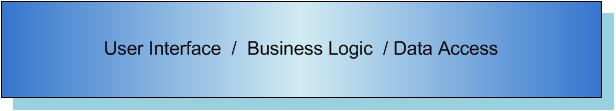 User Interface / Business Logic / Data Access